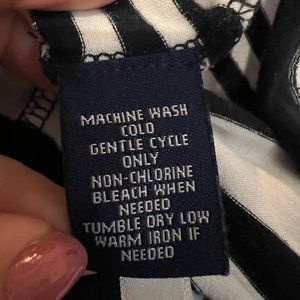 MACHINE WASH
COLD
GENTLE CYCLE
ONLY
NON-CHLORINE
BLEACH WHEN
NEEDED
TUMBLE DRY LOW
WARM IRON IF
NEEDED